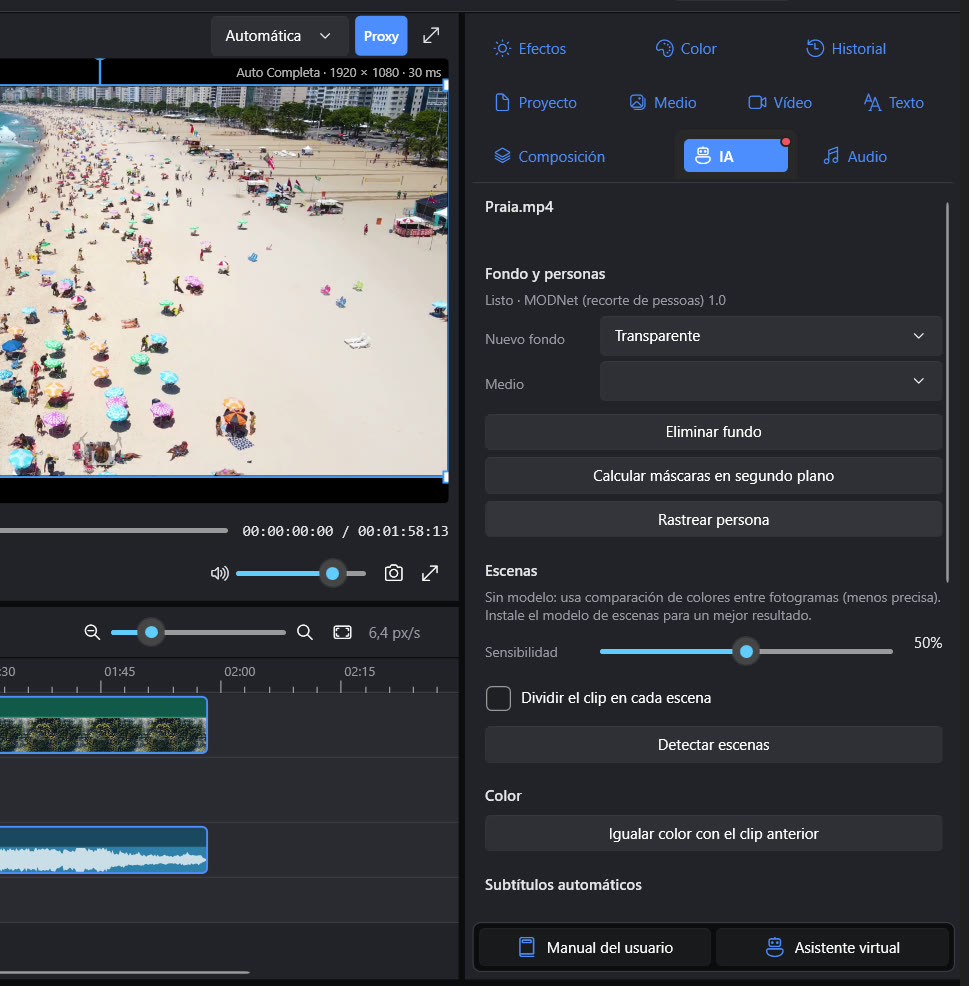 Automática
Proxy
Auto Completa · 1920 × 1080 · 30 ms
00:00:00:00 / 00:01:58:13
6,4 px/s
:30 01:45 02:00 02:15
Efectos Color Historial
Proyecto Medio Vídeo Texto
Composición IA Audio
Praia.mp4
Fondo y personas
Listo · MODNet (recorte de pessoas) 1.0
Nuevo fondo Transparente
Medio
Eliminar fundo
Calcular máscaras en segundo plano
Rastrear persona
Escenas
Sin modelo: usa comparación de colores entre fotogramas (menos precisa).
Instale el modelo de escenas para un mejor resultado.
Sensibilidad 50%
Dividir el clip en cada escena
Detectar escenas
Color
Igualar color con el clip anterior
Subtítulos automáticos
Manual del usuario Asistente virtual